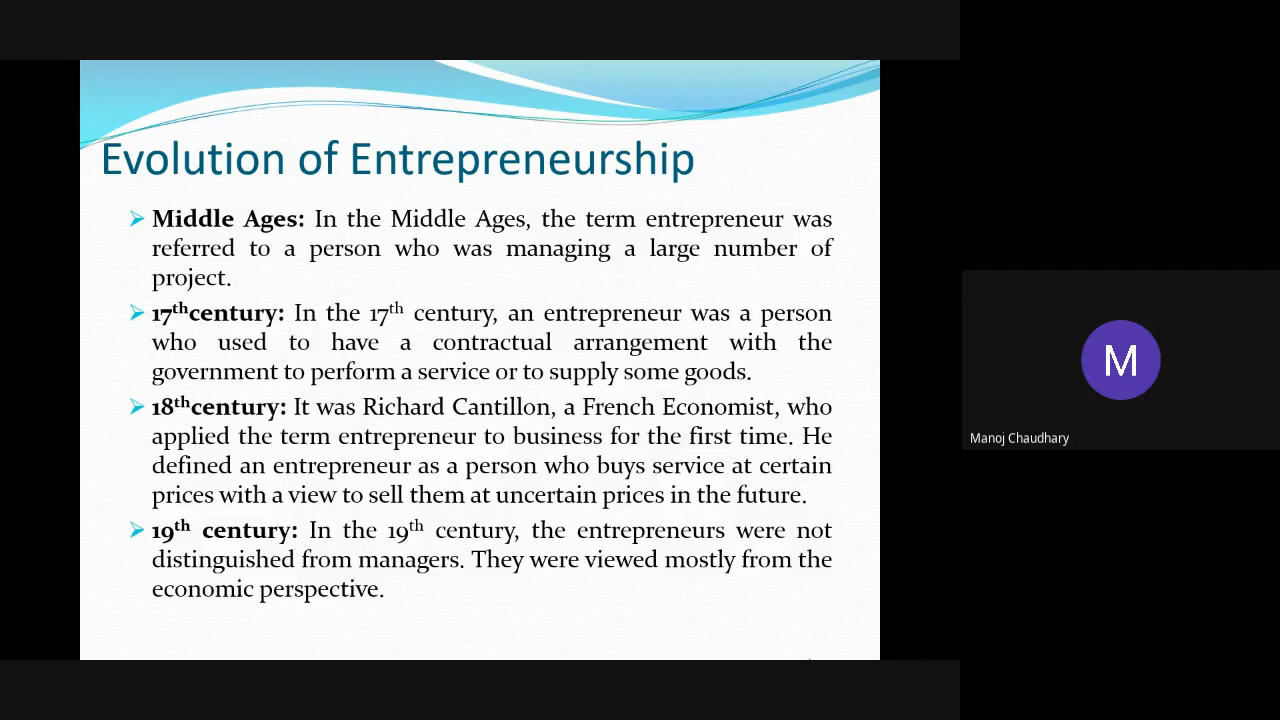 Evolution of Entrepreneurship
➢ Middle Ages: In the Middle Ages, the term entrepreneur was
referred to a person who was managing a large number of
project.
➢ 17thcentury: In the 17th century, an entrepreneur was a person
who used to have a contractual arrangement with the
government to perform a service or to supply some goods.
➢ 18thcentury: It was Richard Cantillon, a French Economist, who
applied the term entrepreneur to business for the first time. He
defined an entrepreneur as a person who buys service at certain
prices with a view to sell them at uncertain prices in the future.
➢ 19th century: In the 19th century, the entrepreneurs were not
distinguished from managers. They were viewed mostly from the
economic perspective.
M
Manoj Chaudhary